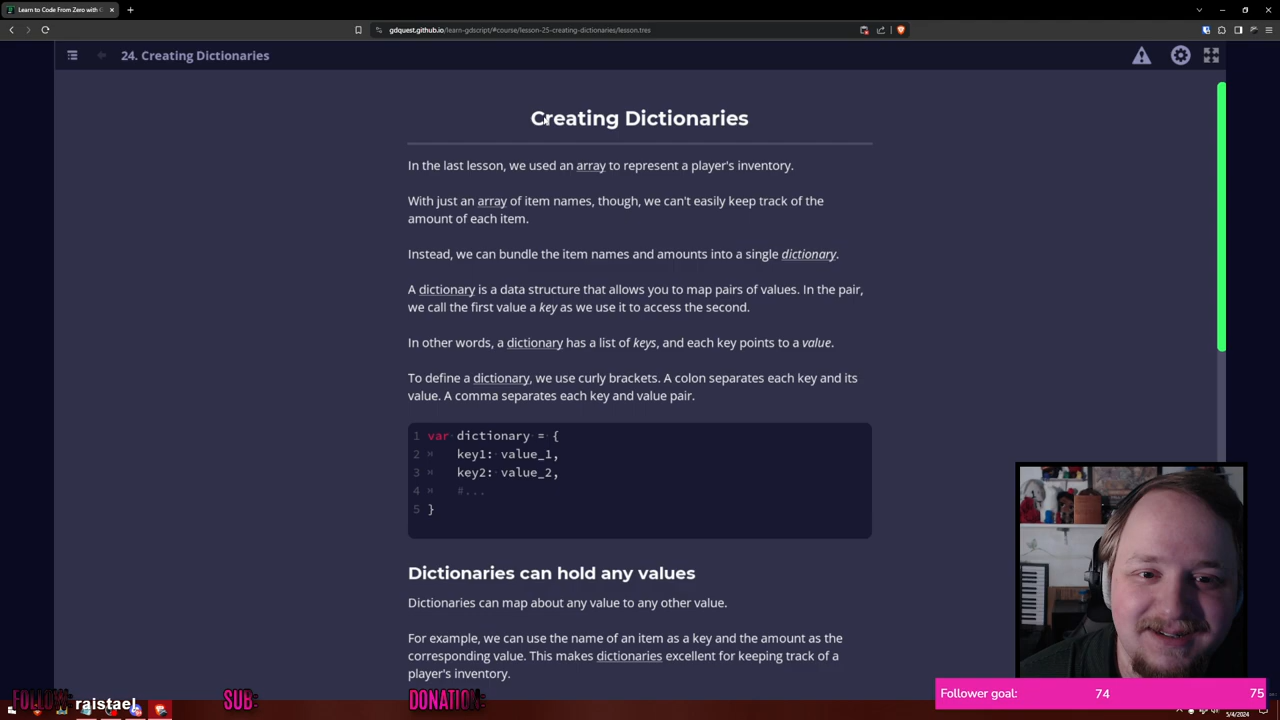 Learn to Code From Zero with
gdquest.github.io/learn-gdscript/#course/lesson-25-creating-dictionaries/lesson.tres
24. Creating Dictionaries
Creating Dictionaries
In the last lesson, we used an array to represent a player's inventory.
With just an array of item names, though, we can't easily keep track of the
amount of each item.
Instead, we can bundle the item names and amounts into a single dictionary.
A dictionary is a data structure that allows you to map pairs of values. In the pair,
we call the first value a key as we use it to access the second.
In other words, a dictionary has a list of keys, and each key points to a value.
To define a dictionary, we use curly brackets. A colon separates each key and its
value. A comma separates each key and value pair.
1 var dictionary = {
2 key1: value_1,
3 key2: value_2,
4 #...
5 }
Dictionaries can hold any values
Dictionaries can map about any value to any other value.
For example, we can use the name of an item as a key and the amount as the
corresponding value. This makes dictionaries excellent for keeping track of a
player's inventory.
FOLLOW: raistael SUB: DONATION:
Follower goal: 74 75
5/4/2024